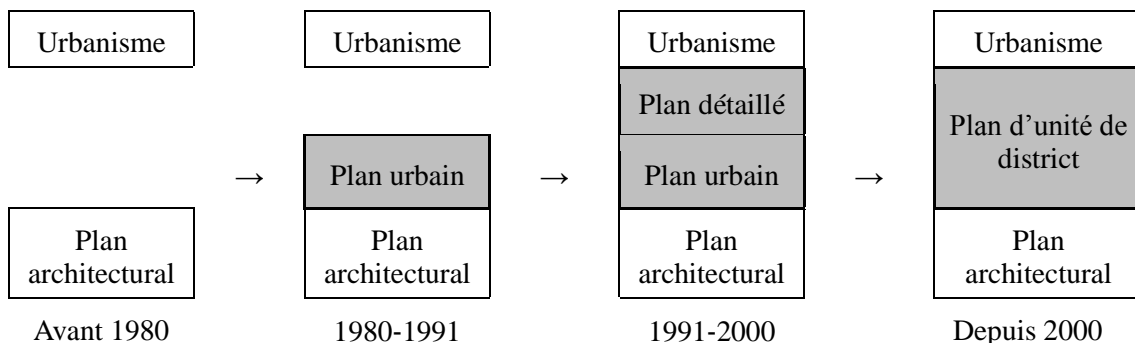 Urbanisme
Urbanisme
Urbanisme
Urbanisme
Plan détaillé
Plan d’unité de
district
→
Plan urbain
→
Plan urbain
→
Plan
architectural
Plan
architectural
Plan
architectural
Plan
architectural
Avant 1980
1980-1991
1991-2000
Depuis 2000